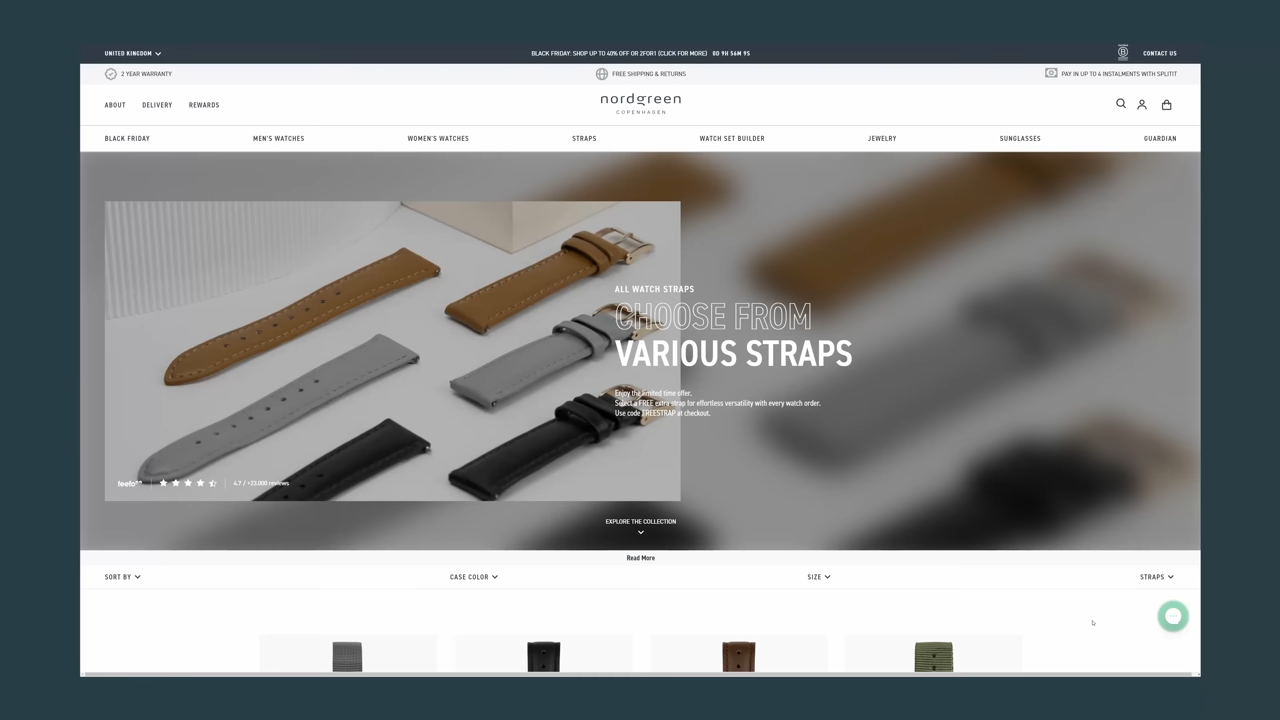 UNITED KINGDOM
BLACK FRIDAY: SHOP UP TO 40% OFF OR 2FOR1 (CLICK FOR MORE) 0D 9H 56M 9S
CONTACT US
2 YEAR WARRANTY
FREE SHIPPING & RETURNS
PAY IN UP TO 4 INSTALMENTS WITH SPLITIT
ABOUT DELIVERY REWARDS
nordgreen
COPENHAGEN
BLACK FRIDAY MEN'S WATCHES WOMEN'S WATCHES STRAPS WATCH SET BUILDER JEWELRY SUNGLASSES GUARDIAN
ALL WATCH STRAPS
CHOOSE FROM
VARIOUS STRAPS
Enjoy the limited time offer.
Select a FREE extra strap for effortless versatility with every watch order.
Use code FREESTRAP at checkout.
feefo
4.7 / +23.000 reviews
EXPLORE THE COLLECTION
Read More
SORT BY CASE COLOR SIZE STRAPS